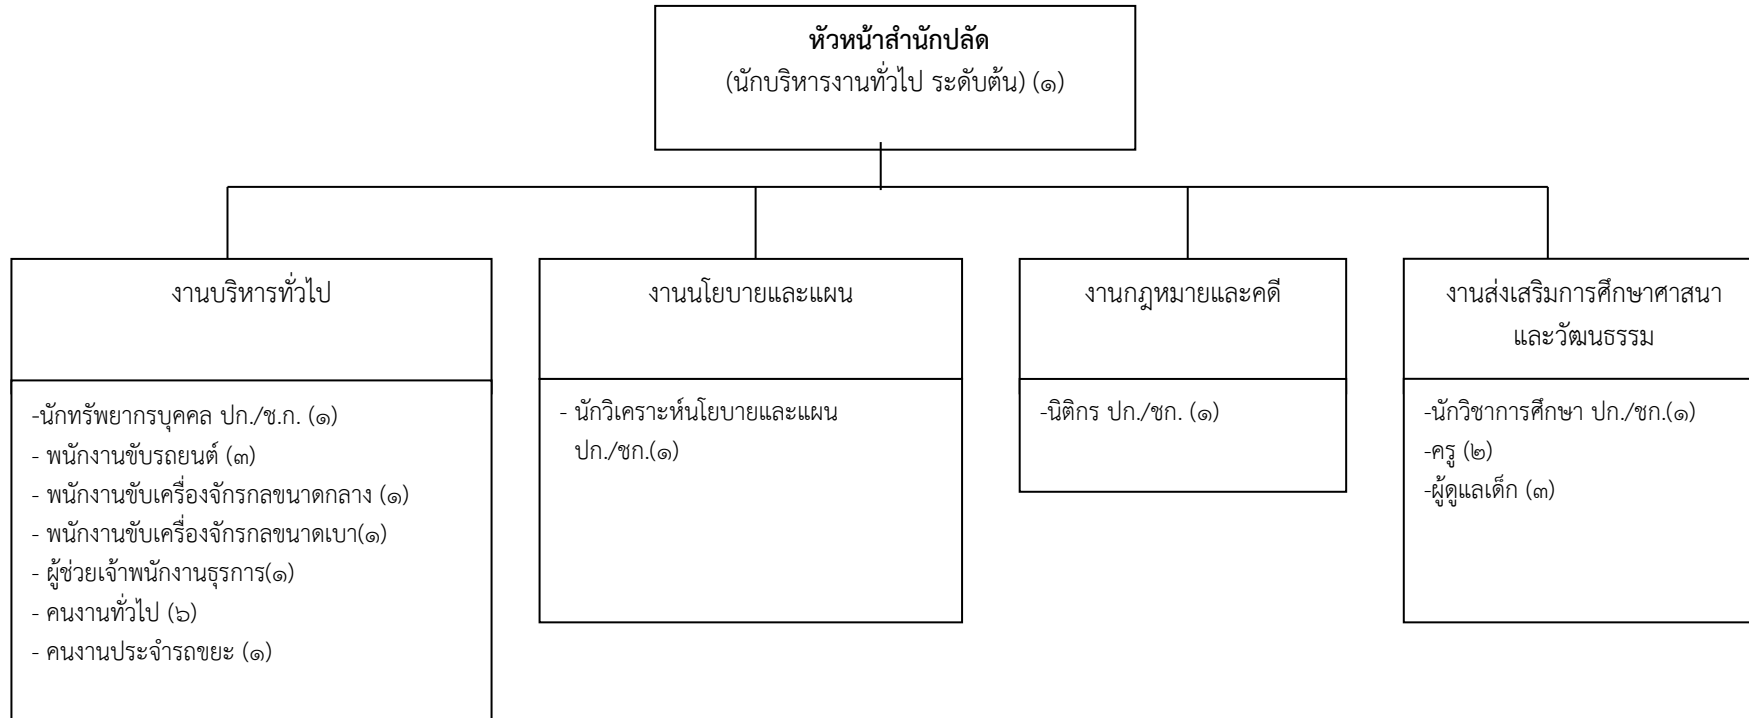 หัวหน้าสำนักปลัด
(นักบริหารงานทั่วไป ระดับต้น) (๑)
งานบริหารทั่วไป
-นักทรัพยากรบุคคล ปก./ช.ก. (๑)
- พนักงานขับรถยนต์ (๓)
- พนักงานขับเครื่องจักรกลขนาดกลาง (๑)
- พนักงานขับเครื่องจักรกลขนาดเบา(๑)
- ผู้ช่วยเจ้าพนักงานธุรการ(๑)
- คนงานทั่วไป (๖)
- คนงานประจำรถขยะ (๑)
งานนโยบายและแผน
- นักวิเคราะห์นโยบายและแผน
ปก./ชก.(๑)
งานกฎหมายและคดี
-นิติกร ปก./ชก. (๑)
งานส่งเสริมการศึกษาศาสนา
และวัฒนธรรม
-นักวิชาการศึกษา ปก./ชก.(๑)
-ครู (๒)
-ผู้ดูแลเด็ก (๓)